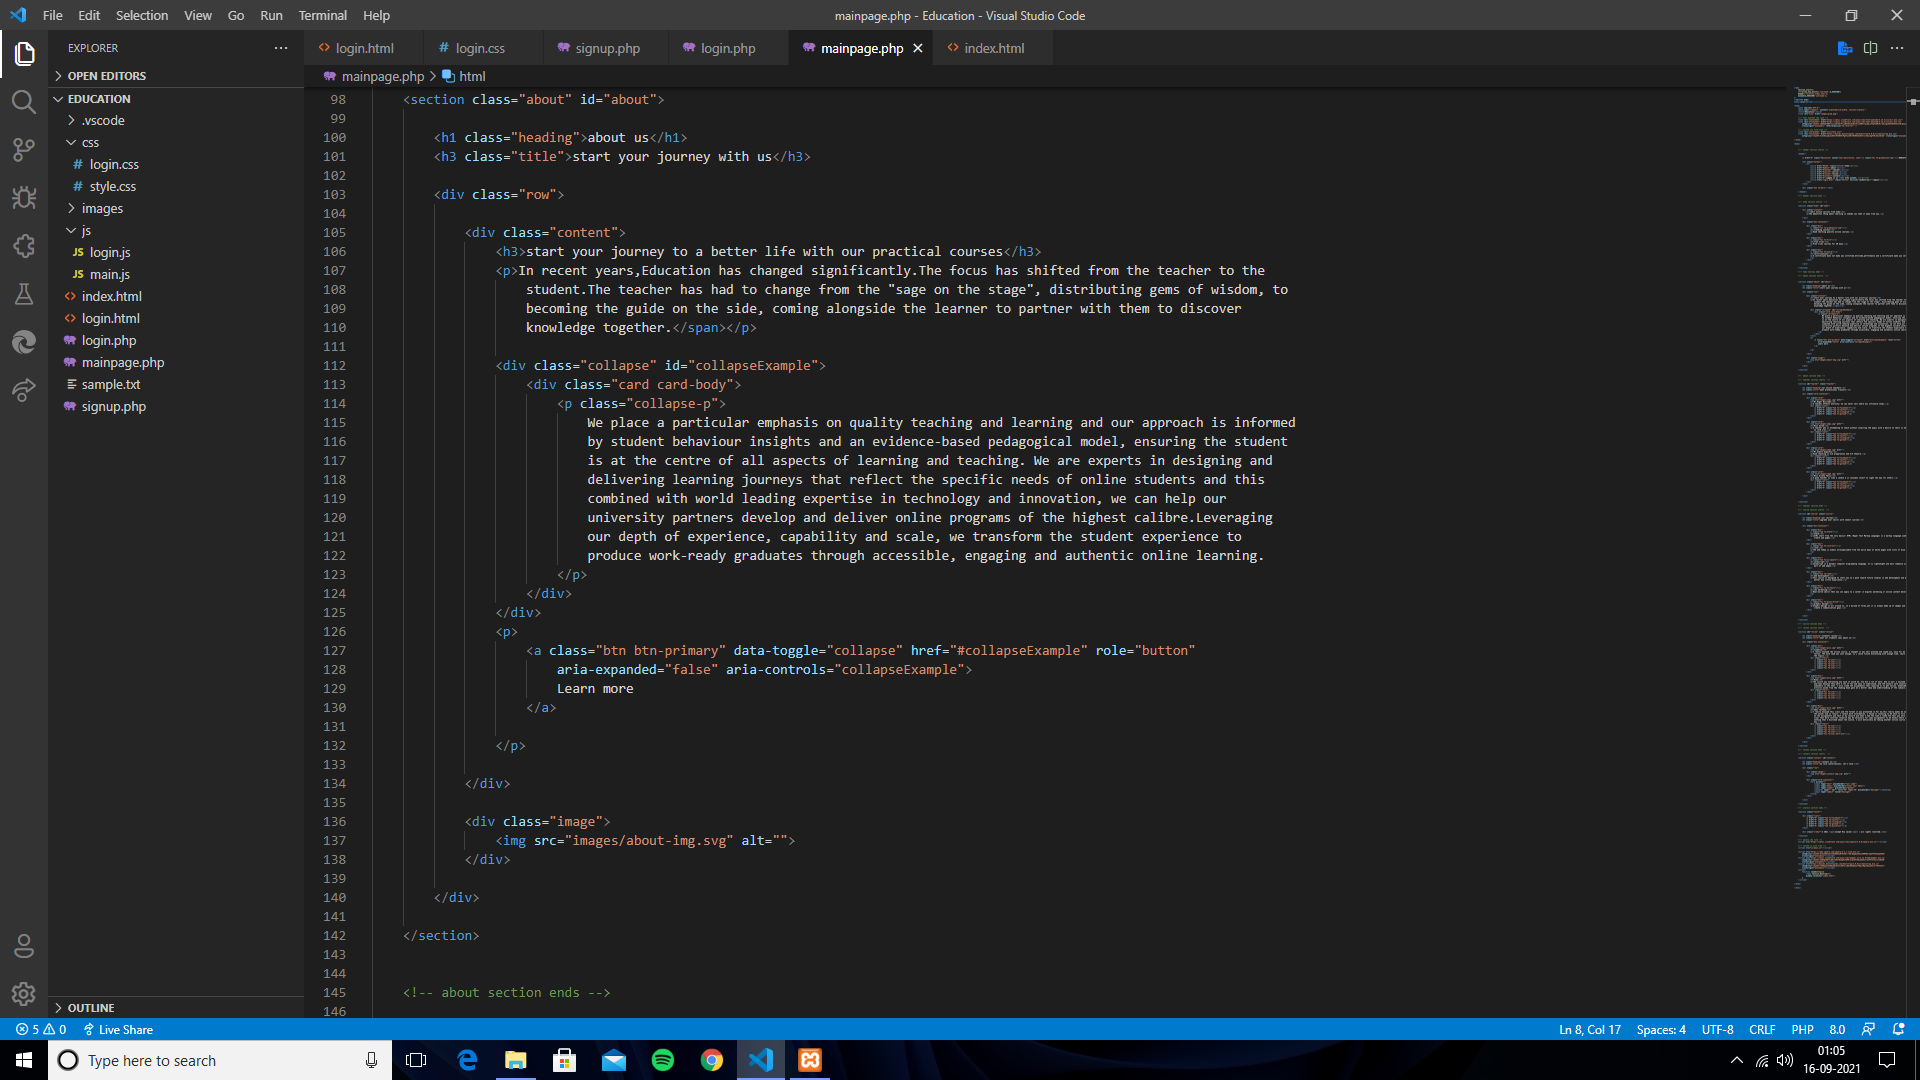 File Edit Selection View Go Run Terminal Help
mainpage.php - Education - Visual Studio Code
EXPLORER
login.html
login.css
signup.php
login.php
mainpage.php
index.html
OPEN EDITORS
mainpage.php > html
EDUCATION
.vscode
css
login.css
style.css
images
js
JS login.js
JS main.js
index.html
login.html
login.php
mainpage.php
sample.txt
signup.php
OUTLINE
98 <section class="about" id="about">
99
100 <h1 class="heading">about us</h1>
101 <h3 class="title">start your journey with us</h3>
102
103 <div class="row">
104
105 <div class="content">
106 <h3>start your journey to a better life with our practical courses</h3>
107 <p>In recent years,Education has changed significantly.The focus has shifted from the teacher to the
108 student.The teacher has had to change from the "sage on the stage", distributing gems of wisdom, to
109 becoming the guide on the side, coming alongside the learner to partner with them to discover
110 knowledge together.</span></p>
111
112 <div class="collapse" id="collapseExample">
113 <div class="card card-body">
114 <p class="collapse-p">
115 We place a particular emphasis on quality teaching and learning and our approach is informed
116 by student behaviour insights and an evidence-based pedagogical model, ensuring the student
117 is at the centre of all aspects of learning and teaching. We are experts in designing and
118 delivering learning journeys that reflect the specific needs of online students and this
119 combined with world leading expertise in technology and innovation, we can help our
120 university partners develop and deliver online programs of the highest calibre.Leveraging
121 our depth of experience, capability and scale, we transform the student experience to
122 produce work-ready graduates through accessible, engaging and authentic online learning.
123 </p>
124 </div>
125 </div>
126 <p>
127 <a class="btn btn-primary" data-toggle="collapse" href="#collapseExample" role="button"
128 aria-expanded="false" aria-controls="collapseExample">
129 Learn more
130 </a>
131
132 </p>
133
134 </div>
135
136 <div class="image">
137 <img src="images/about-img.svg" alt="">
138 </div>
139
140 </div>
141
142 </section>
143
144
145 <!-- about section ends -->
146
5 0 Live Share
Ln 8, Col 17 Spaces: 4 UTF-8 CRLF PHP 8.0
Type here to search
01:05
16-09-2021